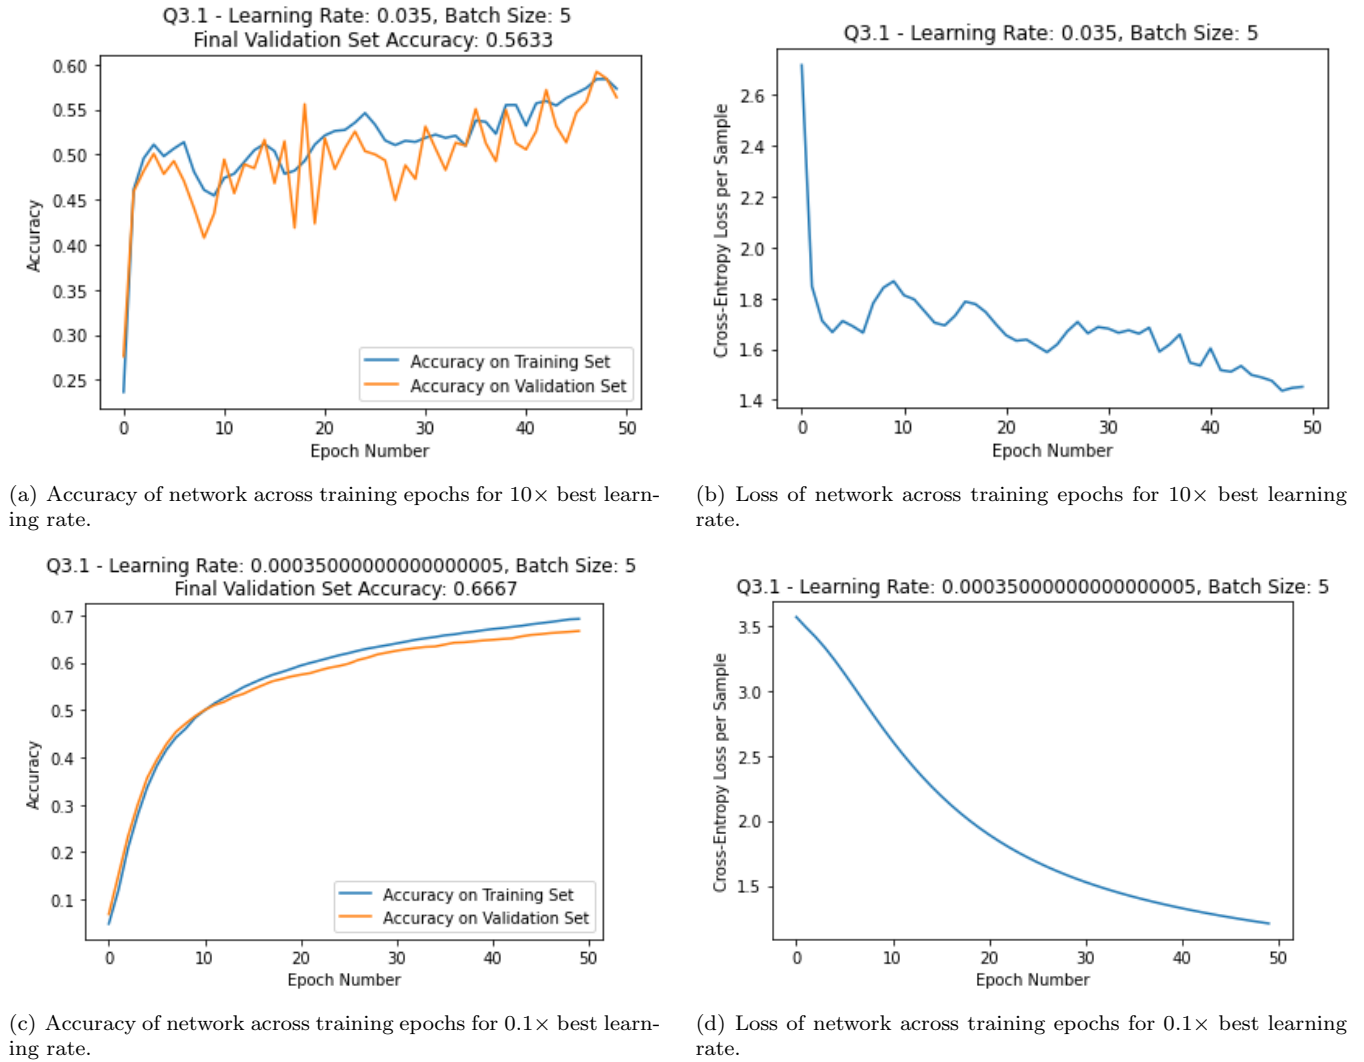 Q3.1 - Learning Rate: 0.035, Batch Size: 5
Final Validation Set Accuracy: 0.5633
Accuracy
0.60
0.55
0.50
0.45
0.40
0.35
0.30
0.25
Accuracy on Training Set
Accuracy on Validation Set
0 10 20 30 40 50
Epoch Number
Q3.1 - Learning Rate: 0.035, Batch Size: 5
Cross-Entropy Loss per Sample
2.6
2.4
2.2
2.0
1.8
1.6
1.4
0 10 20 30 40 50
Epoch Number
(a) Accuracy of network across training epochs for 10× best learn-
ing rate.
(b) Loss of network across training epochs for 10× best learning
rate.
Q3.1 - Learning Rate: 0.00035000000000000005, Batch Size: 5
Final Validation Set Accuracy: 0.6667
Accuracy
0.7
0.6
0.5
0.4
0.3
0.2
0.1
Accuracy on Training Set
Accuracy on Validation Set
0 10 20 30 40 50
Epoch Number
Q3.1 - Learning Rate: 0.00035000000000000005, Batch Size: 5
Cross-Entropy Loss per Sample
3.5
3.0
2.5
2.0
1.5
0 10 20 30 40 50
Epoch Number
(c) Accuracy of network across training epochs for 0.1× best learn-
ing rate.
(d) Loss of network across training epochs for 0.1× best learning
rate.